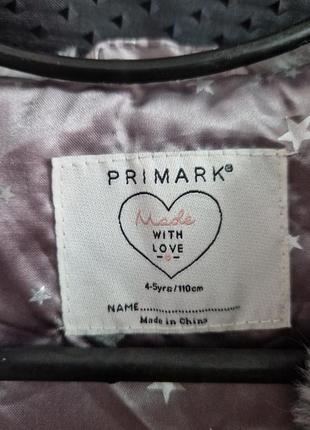 PRIMARK®
Made
WITH
LOVE
4-5yrs/110cm
NAME..............................
Made in China